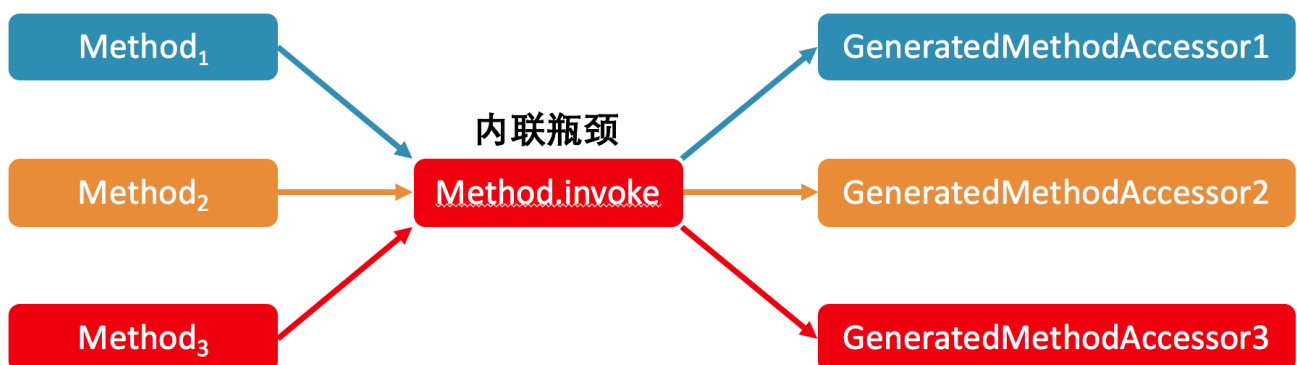 Method₁
GeneratedMethodAccessor1
内联瓶颈
Method₂
Method.invoke
GeneratedMethodAccessor2
Method₃
GeneratedMethodAccessor3